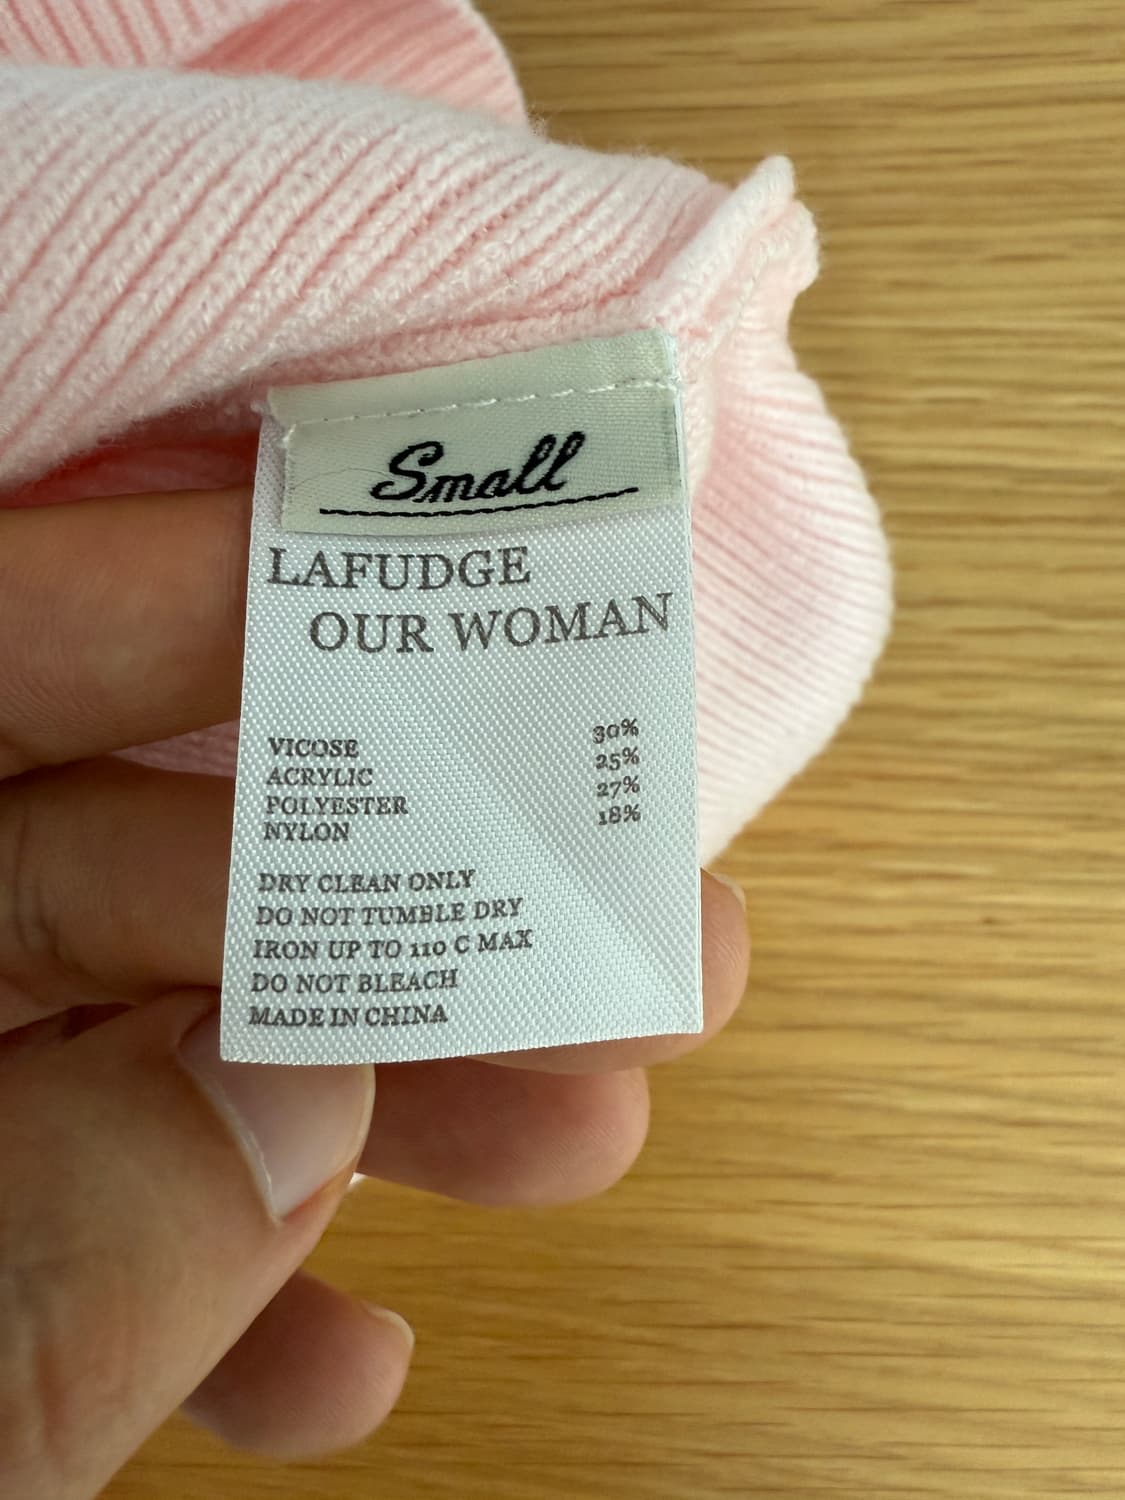 Small
LAFUDGE
OUR WOMAN
VICOSE 30%
ACRYLIC 25%
POLYESTER 27%
NYLON 18%
DRY CLEAN ONLY
DO NOT TUMBLE DRY
IRON UP TO 110 C MAX
DO NOT BLEACH
MADE IN CHINA